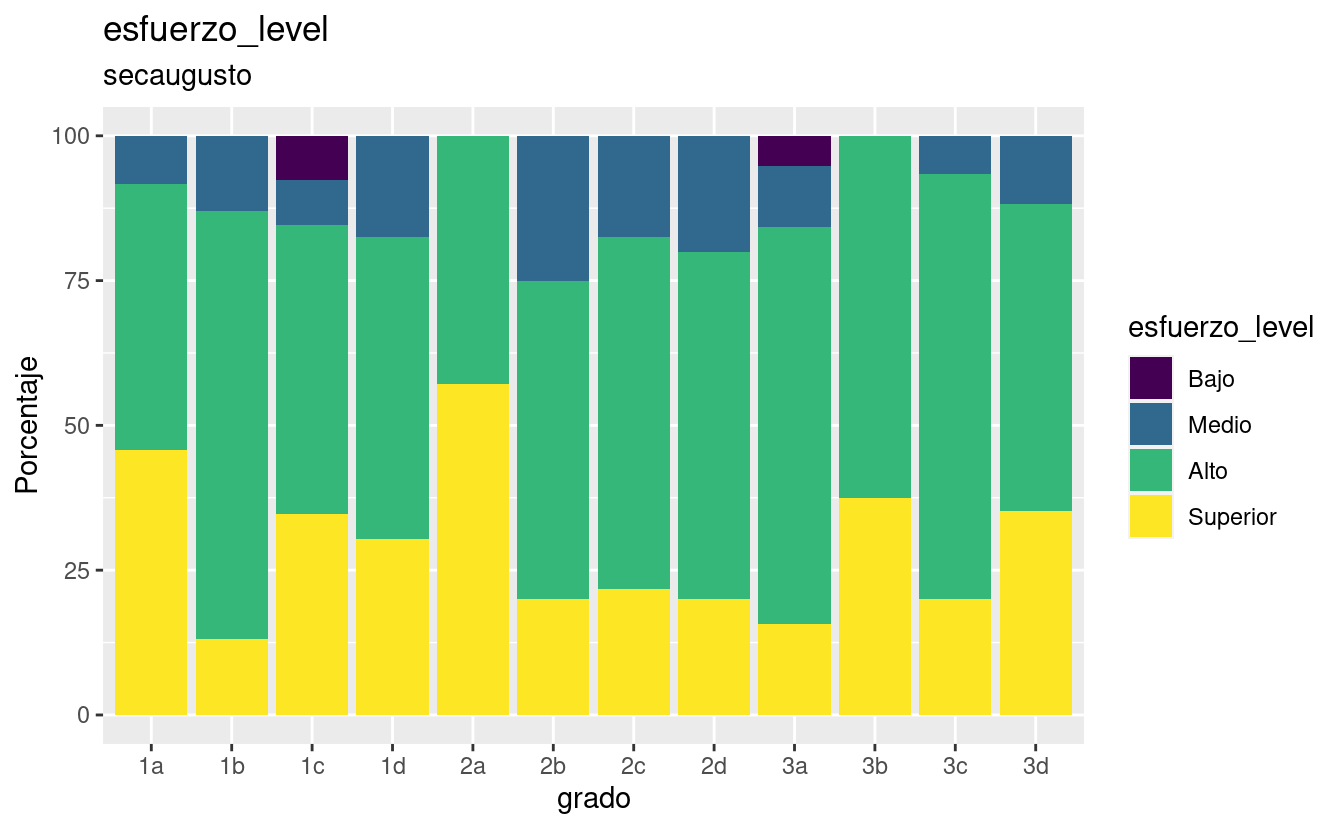 esfuerzo_level
secaugusto
Porcentaje
100
75
50
25
0
1a 1b 1c 1d 2a 2b 2c 2d 3a 3b 3c 3d
grado
esfuerzo_level
Bajo
Medio
Alto
Superior